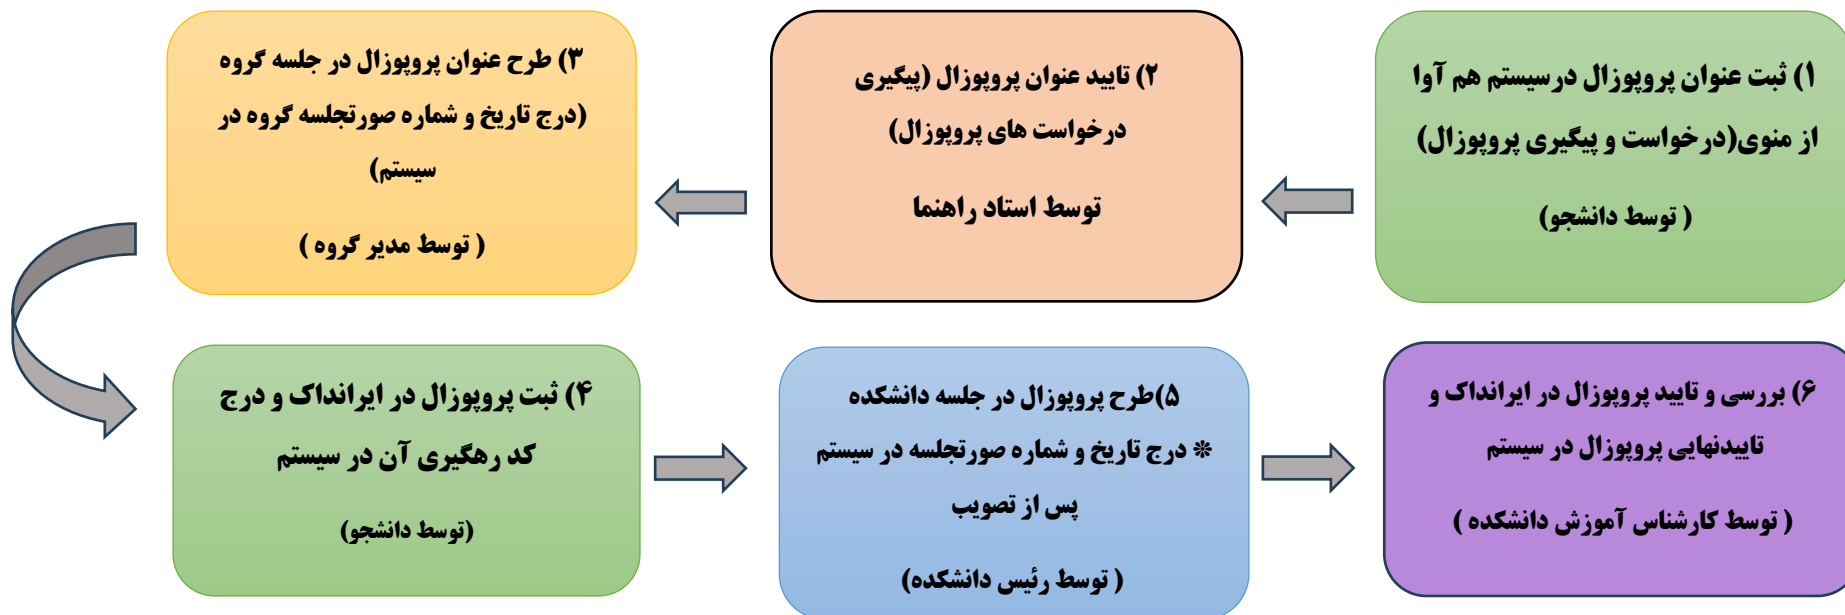 ۱) ثبت عنوان پروپوزال درسیستم هم آوا
از منوی(درخواست و پیگیری پروپوزال)
( توسط دانشجو)
۲) تایید عنوان پروپوزال (پیگیری
درخواست های پروپوزال)
توسط استاد راهنما
۳) طرح عنوان پروپوزال در جلسه گروه
(درج تاریخ و شماره صورتجلسه گروه در
سیستم)
( توسط مدیر گروه )
۴) ثبت پروپوزال در ایرانداک و درج
کد رهگیری آن در سیستم
(توسط دانشجو)
۵)طرح پروپوزال در جلسه دانشکده
* درج تاریخ و شماره صورتجلسه در سیستم
پس از تصویب
( توسط رئیس دانشکده)
۶) بررسی و تایید پروپوزال در ایرانداک و
تاییدنهایی پروپوزال در سیستم
( توسط کارشناس آموزش دانشکده )